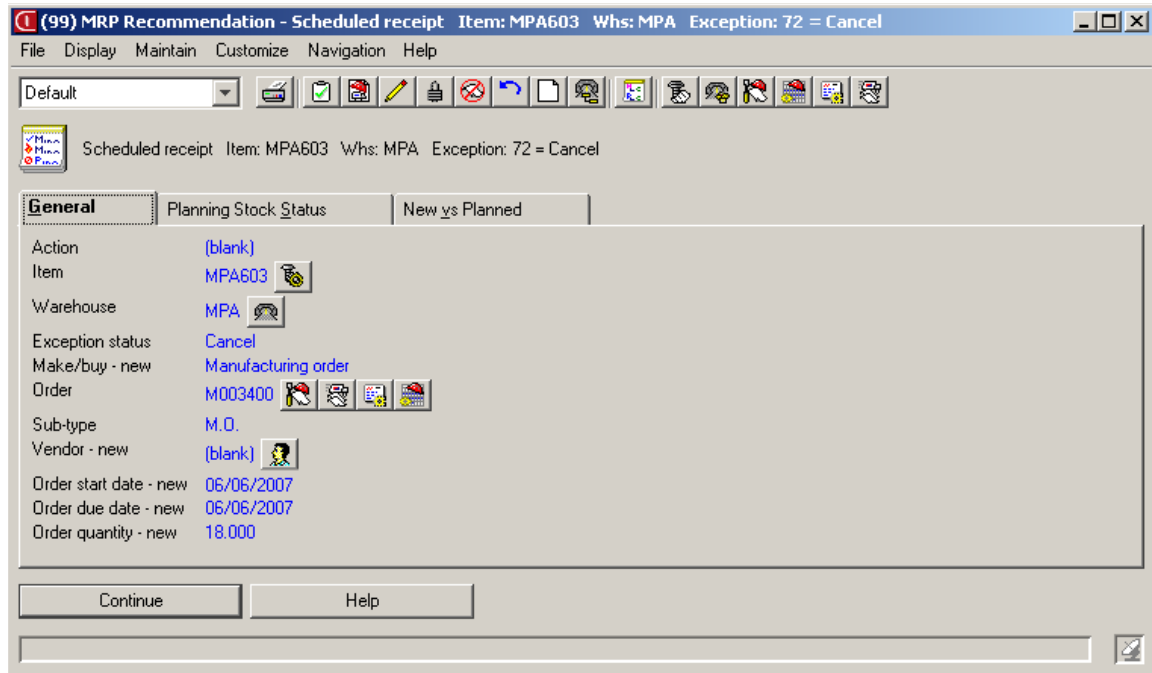 (99) MRP Recommendation - Scheduled receipt Item: MPA603 Whs: MPA Exception: 72 = Cancel
File Display Maintain Customize Navigation Help
Default
Scheduled receipt Item: MPA603 Whs: MPA Exception: 72 = Cancel
General Planning Stock Status New vs Planned
Action (blank)
Item MPA603
Warehouse MPA
Exception status Cancel
Make/buy - new Manufacturing order
Order M003400
Sub-type M.O.
Vendor - new (blank)
Order start date - new 06/06/2007
Order due date - new 06/06/2007
Order quantity - new 18.000
Continue Help